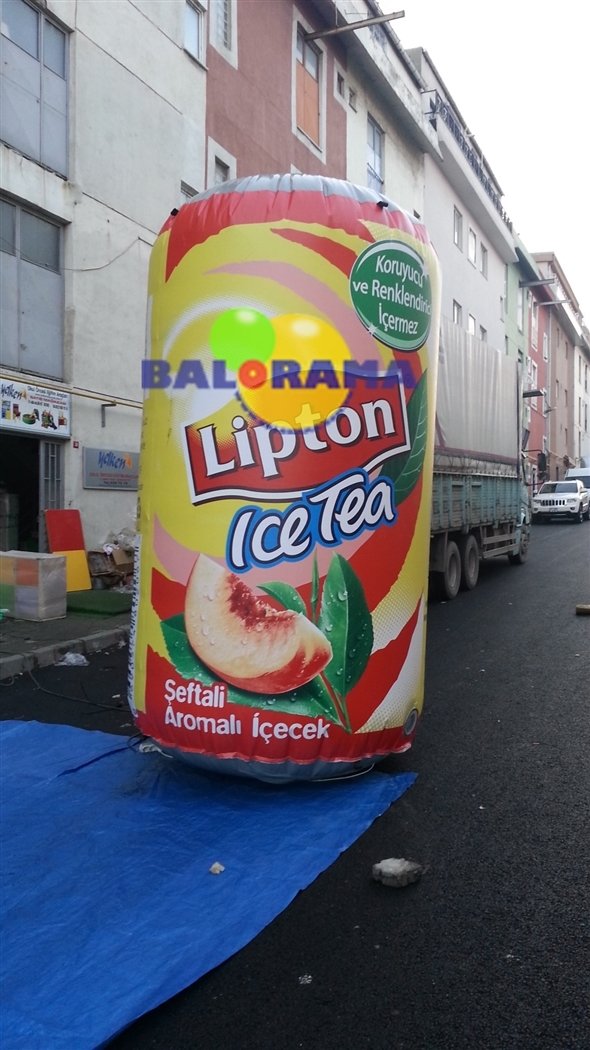 Koruyucu
ve Renklendirici
İçermez
BALORAMA
Lipton
Ice Tea
Şeftali
Aromalı İçecek